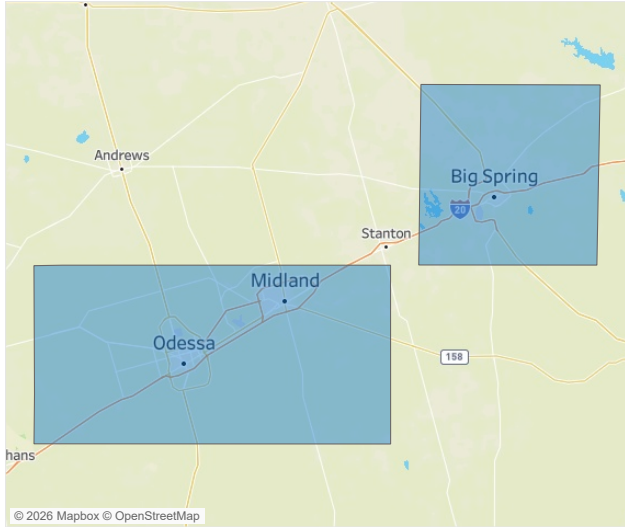 Andrews
Big Spring
20
Stanton
Midland
Odessa
158
hans
© 2026 Mapbox © OpenStreetMap